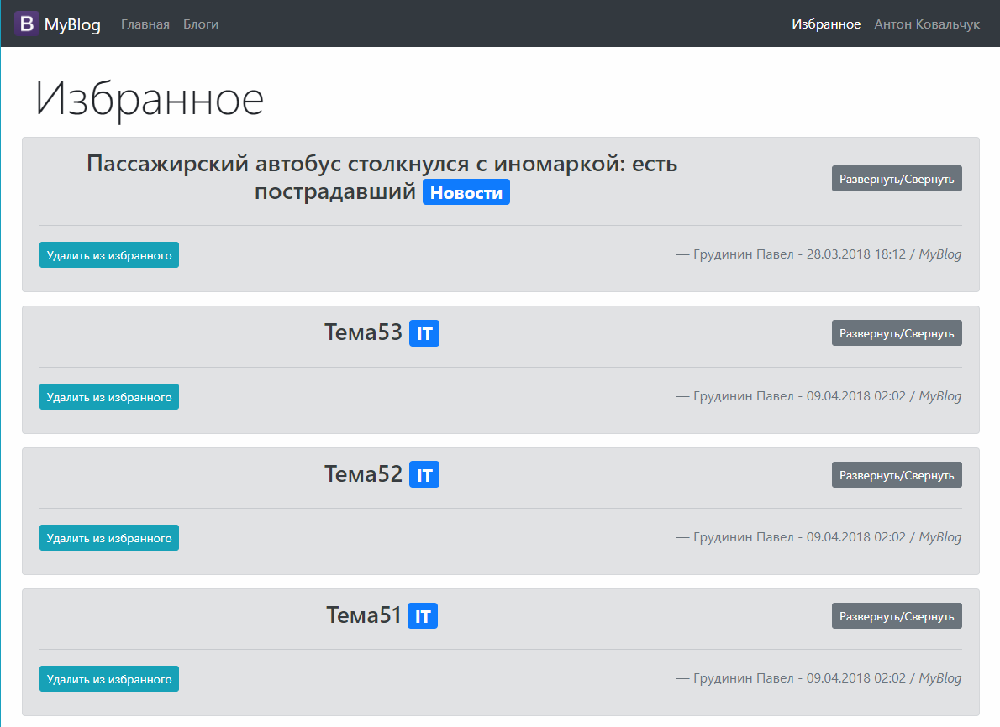 B MyBlog Главная Блоги Избранное Антон Ковальчук
Избранное
Пассажирский автобус столкнулся с иномаркой: есть
пострадавший Новости
Развернуть/Свернуть
Удалить из избранного — Грудинин Павел - 28.03.2018 18:12 / MyBlog
Тема53 IT Развернуть/Свернуть
Удалить из избранного — Грудинин Павел - 09.04.2018 02:02 / MyBlog
Тема52 IT Развернуть/Свернуть
Удалить из избранного — Грудинин Павел - 09.04.2018 02:02 / MyBlog
Тема51 IT Развернуть/Свернуть
Удалить из избранного — Грудинин Павел - 09.04.2018 02:02 / MyBlog